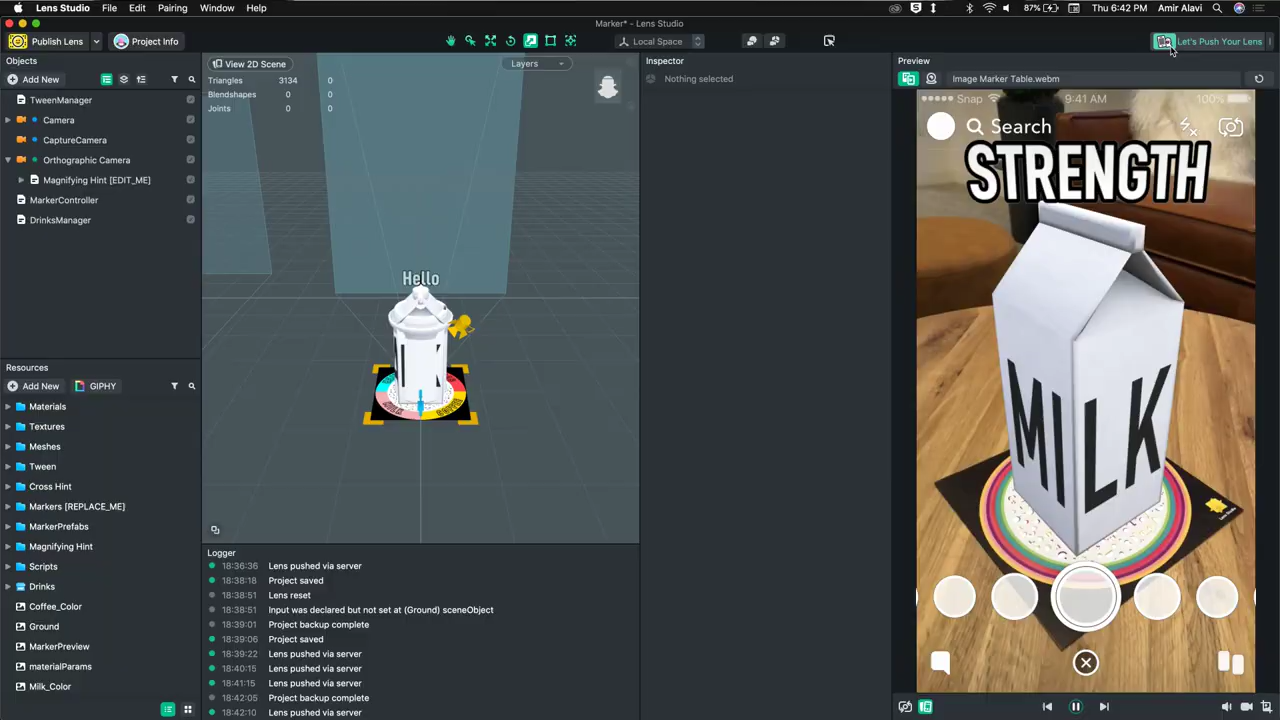 Lens Studio File Edit Pairing Window Help
87% Thu 6:42 PM Amir Alavi
Marker* - Lens Studio
Publish Lens Project Info
Local Space
Let's Push Your Lens
Objects
Add New
TweenManager
Camera
CaptureCamera
Orthographic Camera
Magnifying Hint [EDIT_ME]
MarkerController
DrinksManager
Resources
Add New GIPHY
Materials
Textures
Meshes
Tween
Cross Hint
Markers [REPLACE_ME]
MarkerPrefabs
Magnifying Hint
Scripts
Drinks
Coffee_Color
Ground
MarkerPreview
materialParams
Milk_Color
View 2D Scene
Layers
Triangles 3134 0
Blendshapes 0 0
Joints 0 0
Hello
Logger
18:36:36 Lens pushed via server
18:38:18 Project saved
18:38:51 Lens reset
18:38:51 Input was declared but not set at (Ground) sceneObject
18:39:01 Project backup complete
18:39:06 Project saved
18:39:22 Lens pushed via server
18:40:15 Lens pushed via server
18:41:15 Lens pushed via server
18:42:05 Project backup complete
18:42:10 Lens pushed via server
Inspector
Nothing selected
Preview
Image Marker Table.webm
Snap 9:41 AM 100%
Search
STRENGTH
MILK
Lens Studio